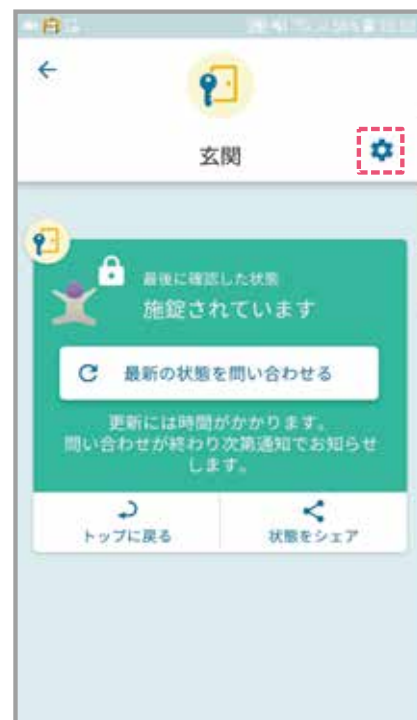 玄関
最後に確認した状態
施錠されています
最新の状態を問い合わせる
更新には時間がかかります。
問い合わせが終わり次第通知でお知らせ
します。
トップに戻る
状態をシェア